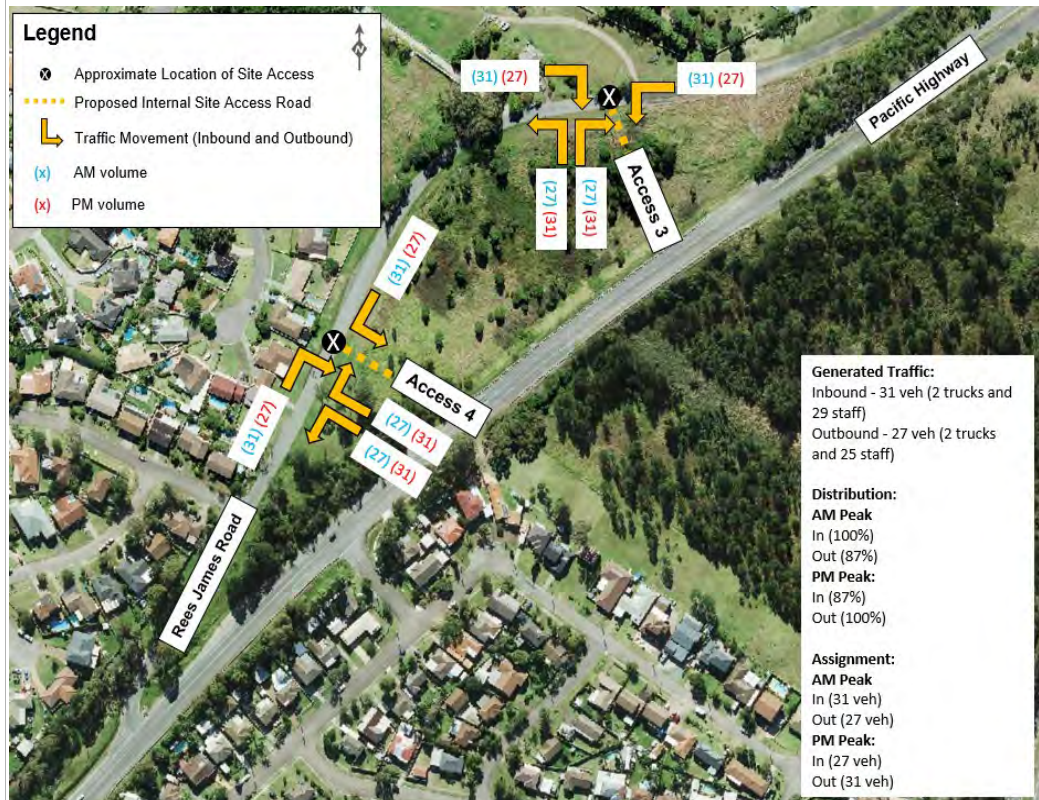 Legend
N
X Approximate Location of Site Access
Proposed Internal Site Access Road
Traffic Movement (Inbound and Outbound)
(x) AM volume
(x) PM volume
(31) (27)
X
(31) (27)
Pacific Highway
(27) (31)
(27) (31)
Access 3
(31) (27)
X
Access 4
(31) (27)
(27) (31)
(27) (31)
Rees James Road
Generated Traffic:
Inbound - 31 veh (2 trucks and
29 staff)
Outbound - 27 veh (2 trucks
and 25 staff)
Distribution:
AM Peak
In (100%)
Out (87%)
PM Peak:
In (87%)
Out (100%)
Assignment:
AM Peak
In (31 veh)
Out (27 veh)
PM Peak:
In (27 veh)
Out (31 veh)